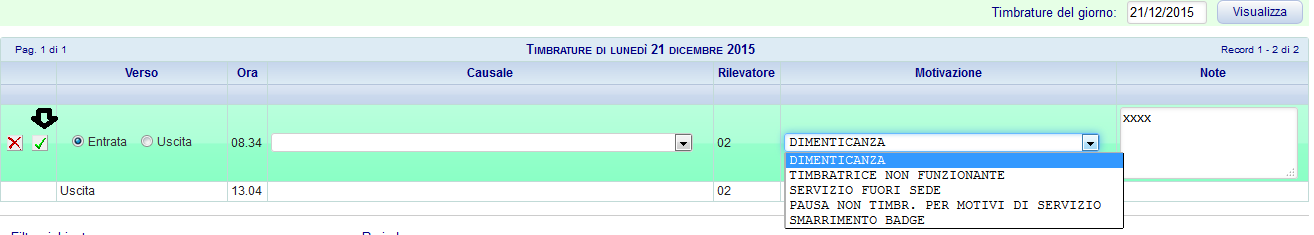 Timbrature del giorno: 21/12/2015 Visualizza
Pag. 1 di 1 Timbrature di lunedì 21 dicembre 2015 Record 1 - 2 di 2
Verso Ora Causale Rilevatore Motivazione Note
Entrata Uscita 08.34 02 DIMENTICANZA xxxx
DIMENTICANZA
TIMBRATRICE NON FUNZIONANTE
SERVIZIO FUORI SEDE
PAUSA NON TIMBR. PER MOTIVI DI SERVIZIO
SMARRIMENTO BADGE
Uscita 13.04 02